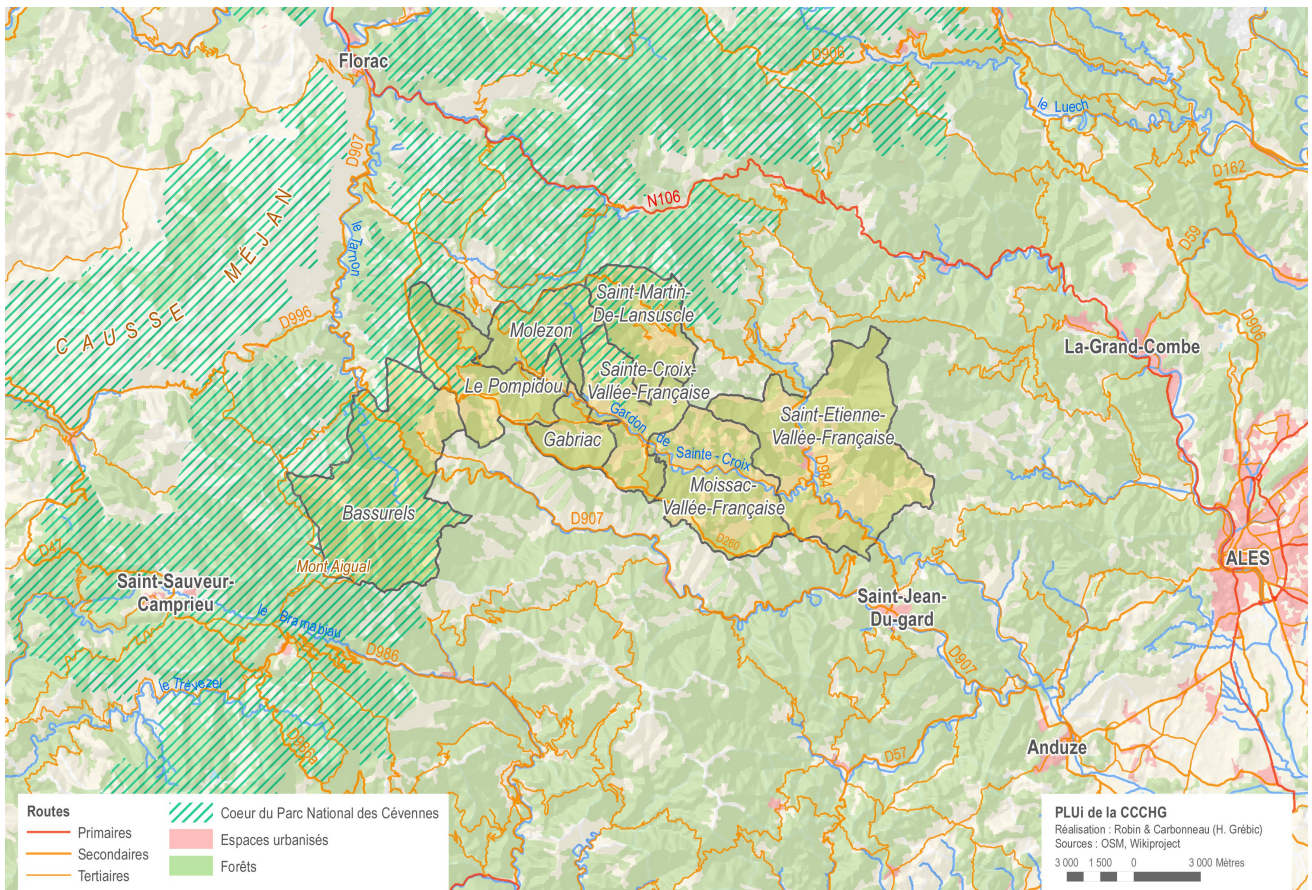 Florac
D906
le Luech
D907
N106
D162
D59
le Tarnon
CAUSSE MÉJAN
D996
Saint-Martin-
De-Lansuscle
Molezon
D906
La-Grand-Combe
Sainte-Croix-
Vallée-Française
Le Pompidou
Saint-Etienne-
Vallée-Française
Gabriac
Gardon de Sainte-Croix
D984
Moissac-
Vallée-Française
Bassurels
D907
D260
D47
Mont Aigual
ALES
Saint-Sauveur-
Camprieu
Saint-Jean-
Du-gard
le Bramabiau
D986
D907
le Trévezel
D986a
D57
Anduze
Routes
Primaires
Secondaires
Tertiaires
Coeur du Parc National des Cévennes
Espaces urbanisés
Forêts
PLUi de la CCCHG
Réalisation : Robin & Carbonneau (H. Grébic)
Sources : OSM, Wikiproject
3 000 1 500 0 3 000 Mètres